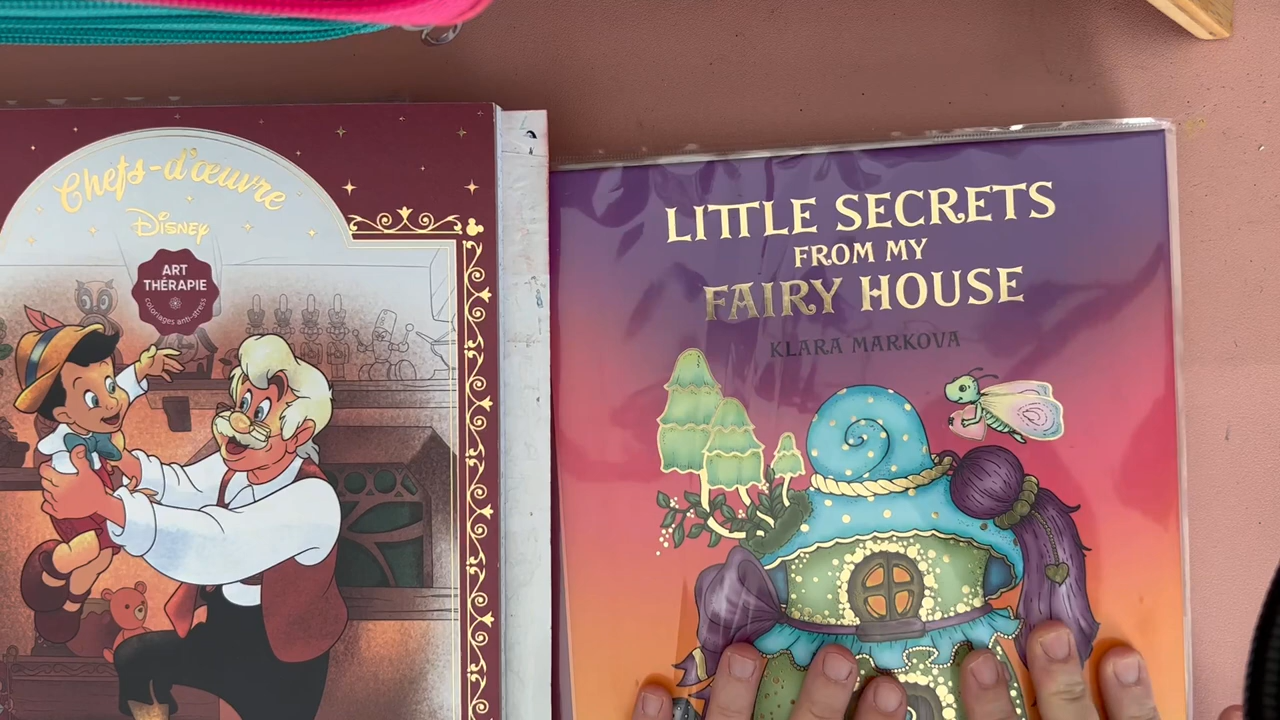 Chefs-d'œuvre
Disney
ART
THÉRAPIE
coloriages anti-stress
LITTLE SECRETS
FROM MY
FAIRY HOUSE
KLARA MARKOVA